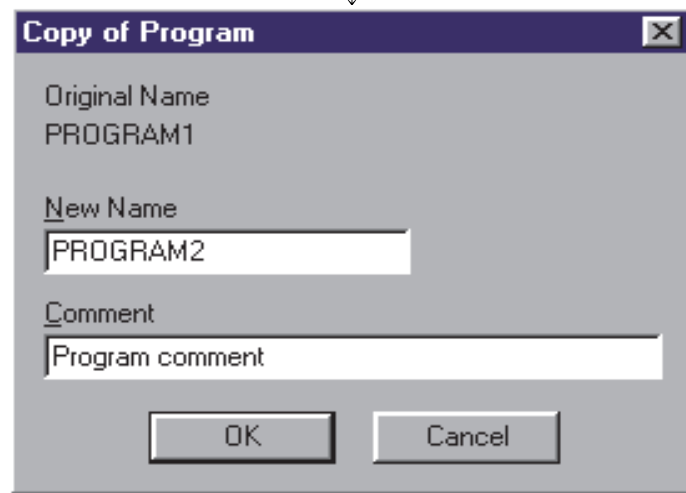 Copy of Program
Original Name
PROGRAM1
New Name
PROGRAM2
Comment
Program comment
OK Cancel